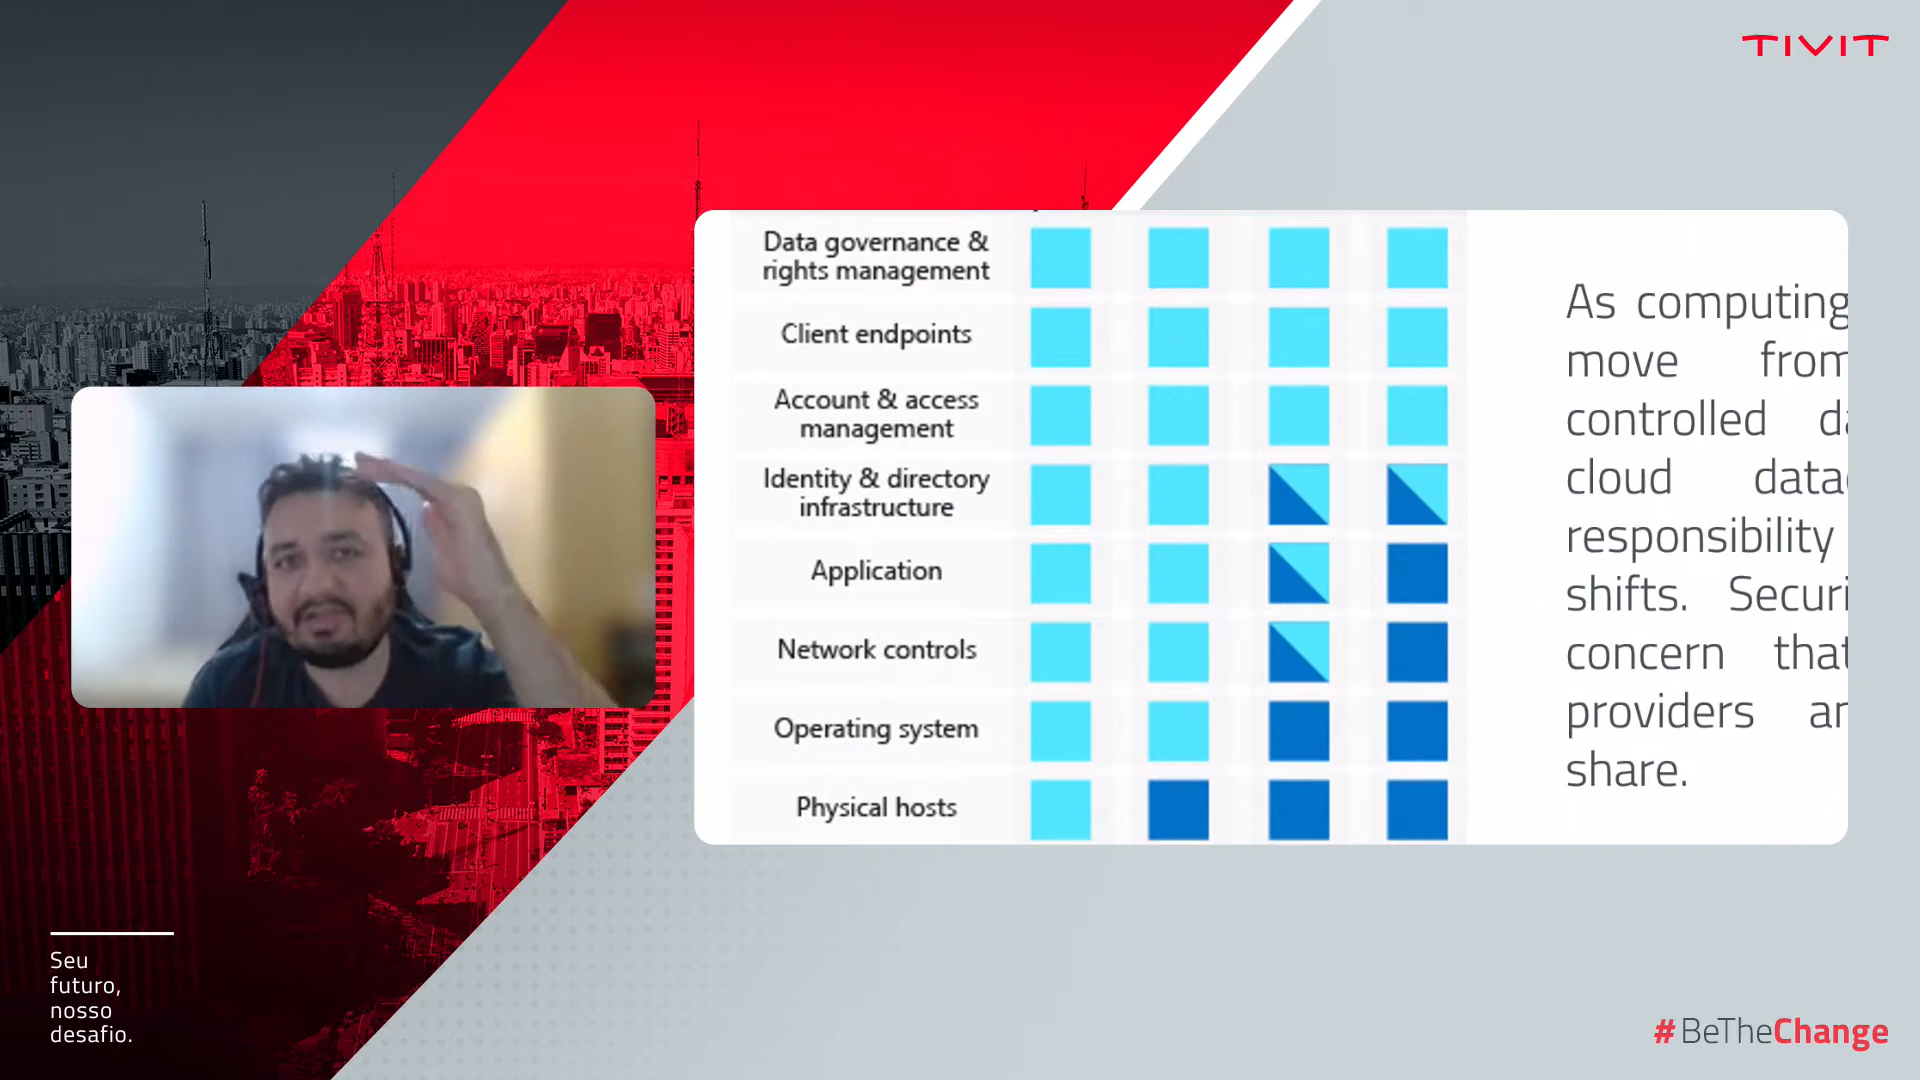 TIVIT
Data governance &
rights management
Client endpoints
Account & access
management
Identity & directory
infrastructure
Application
Network controls
Operating system
Physical hosts
As computing
move from
controlled
cloud
responsibility
shifts.
concern that
providers
share.
Seu
futuro,
nosso
desafio.
#BeTheChange